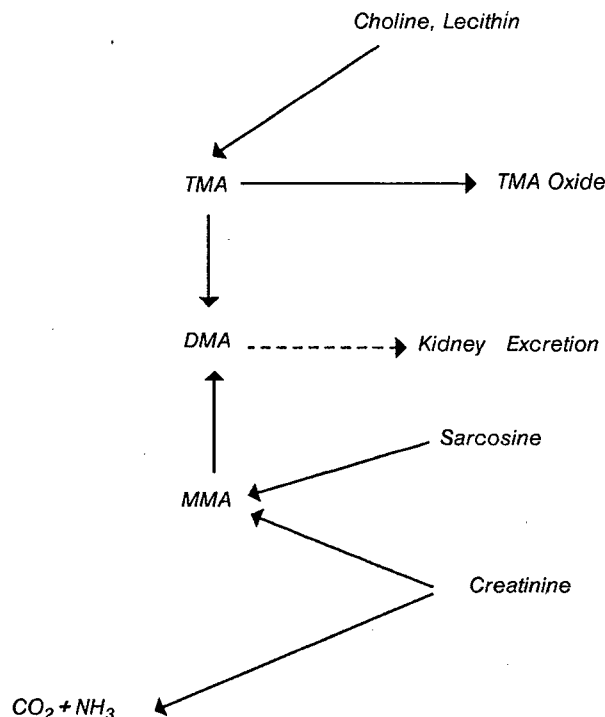 Choline, Lecithin
TMA
TMA Oxide
DMA
Kidney Excretion
Sarcosine
MMA
Creatinine
CO₂ + NH₃